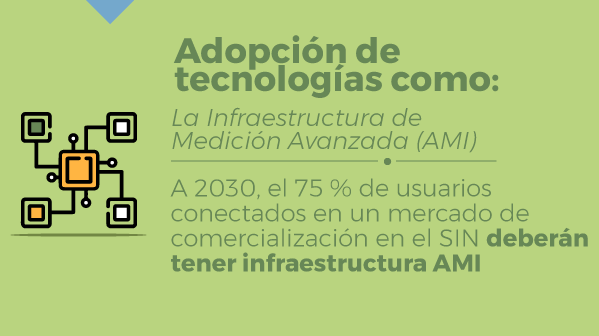 Adopción de
tecnologías como:
La Infraestructura de
Medición Avanzada (AMI)
A 2030, el 75 % de usuarios
conectados en un mercado de
comercialización en el SIN deberán
tener infraestructura AMI